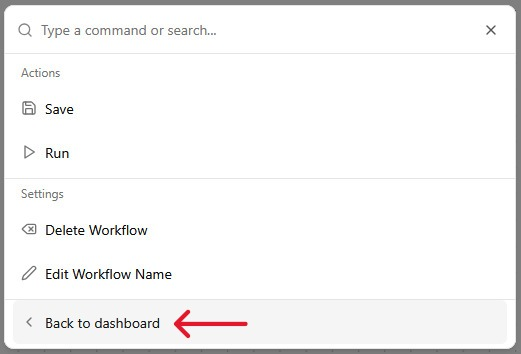 Type a command or search...
Actions
Save
Run
Settings
Delete Workflow
Edit Workflow Name
Back to dashboard